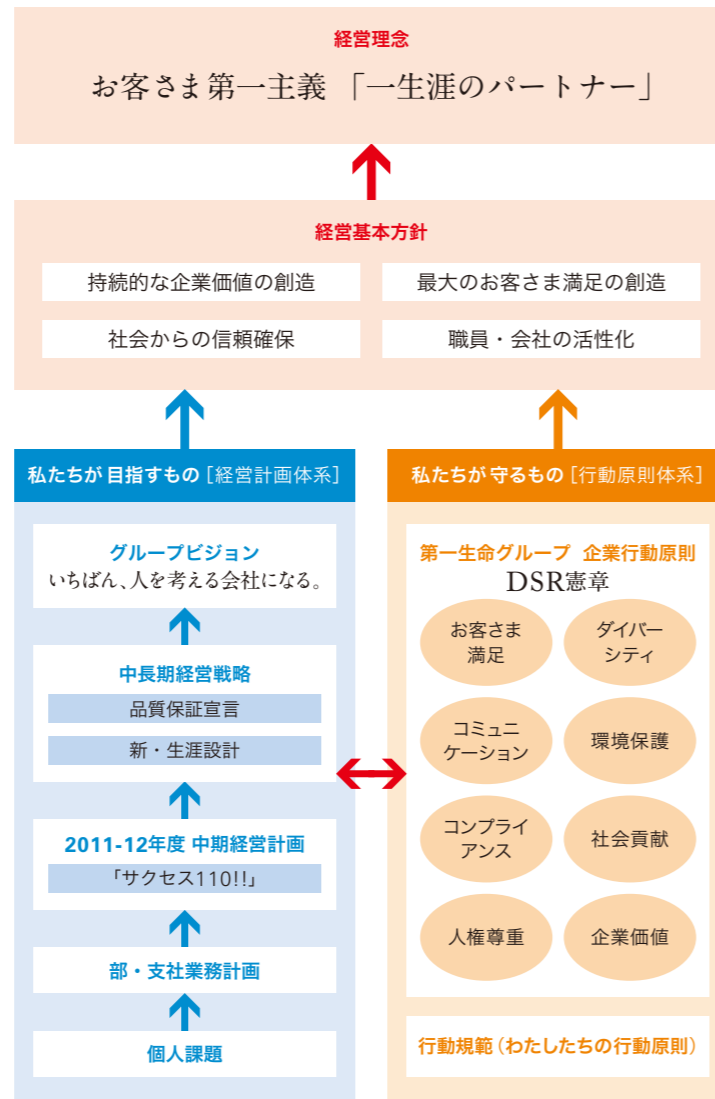 経営理念
お客さま第一主義 「一生涯のパートナー」
経営基本方針
持続的な企業価値の創造
最大のお客さま満足の創造
社会からの信頼確保
職員・会社の活性化
私たちが 目指すもの [経営計画体系]
グループビジョン
いちばん、人を考える会社になる。
中長期経営戦略
品質保証宣言
新・生涯設計
2011-12年度 中期経営計画
「サクセス110!!」
部・支社業務計画
個人課題
私たちが 守るもの [行動原則体系]
第一生命グループ 企業行動原則
DSR憲章
お客さま
満足
ダイバー
シティ
コミュニ
ケーション
環境保護
コンプライ
アンス
社会貢献
人権尊重
企業価値
行動規範（わたしたちの行動原則）